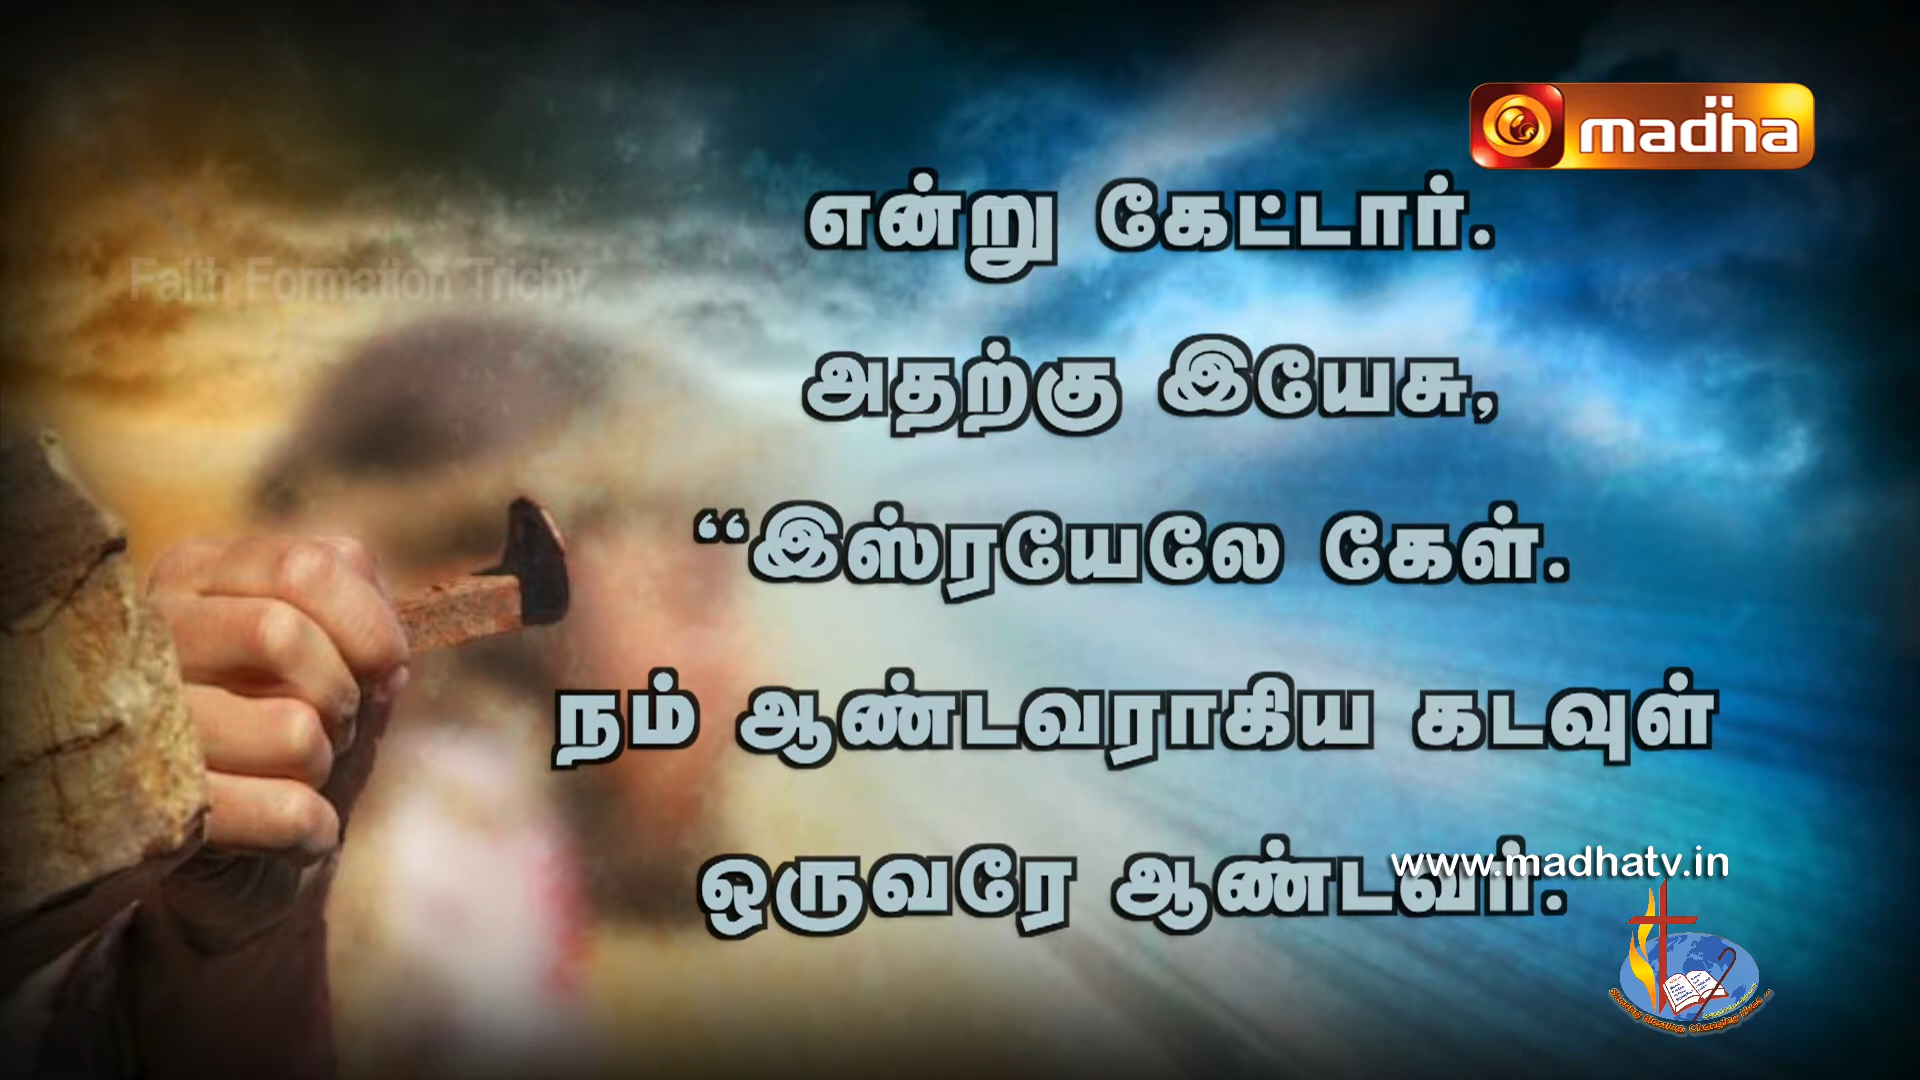 madha
என்று கேட்டார்.
Faith Formation Trichy
அதற்கு இயேசு,
“இஸ்ரயேலே கேள்.
நம் ஆண்டவராகிய கடவுள்
ஒருவரே ஆண்டவர்.
www.madhatv.in